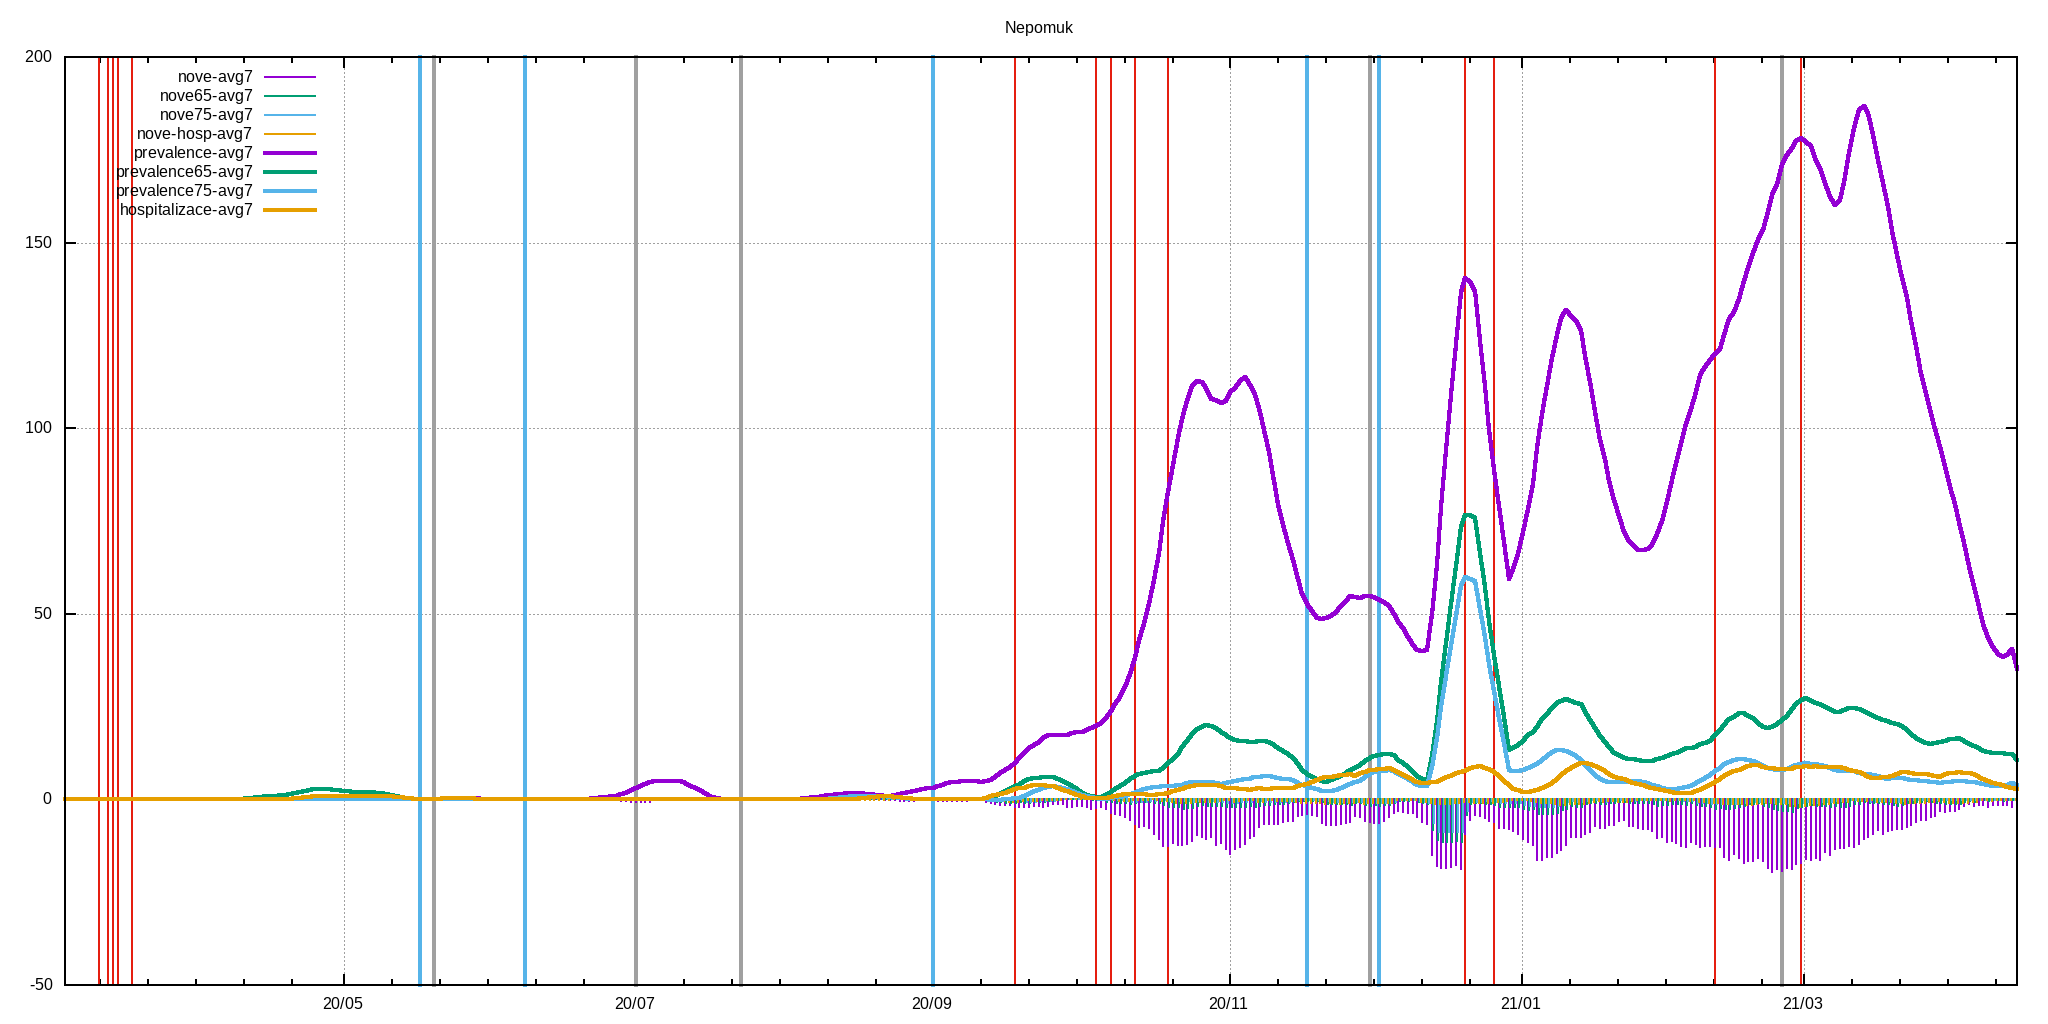 Nepomuk
200
150
100
50
0
-50
nove-avg7
nove65-avg7
nove75-avg7
nove-hosp-avg7
prevalence-avg7
prevalence65-avg7
prevalence75-avg7
hospitalizace-avg7
20/05
20/07
20/09
20/11
21/01
21/03